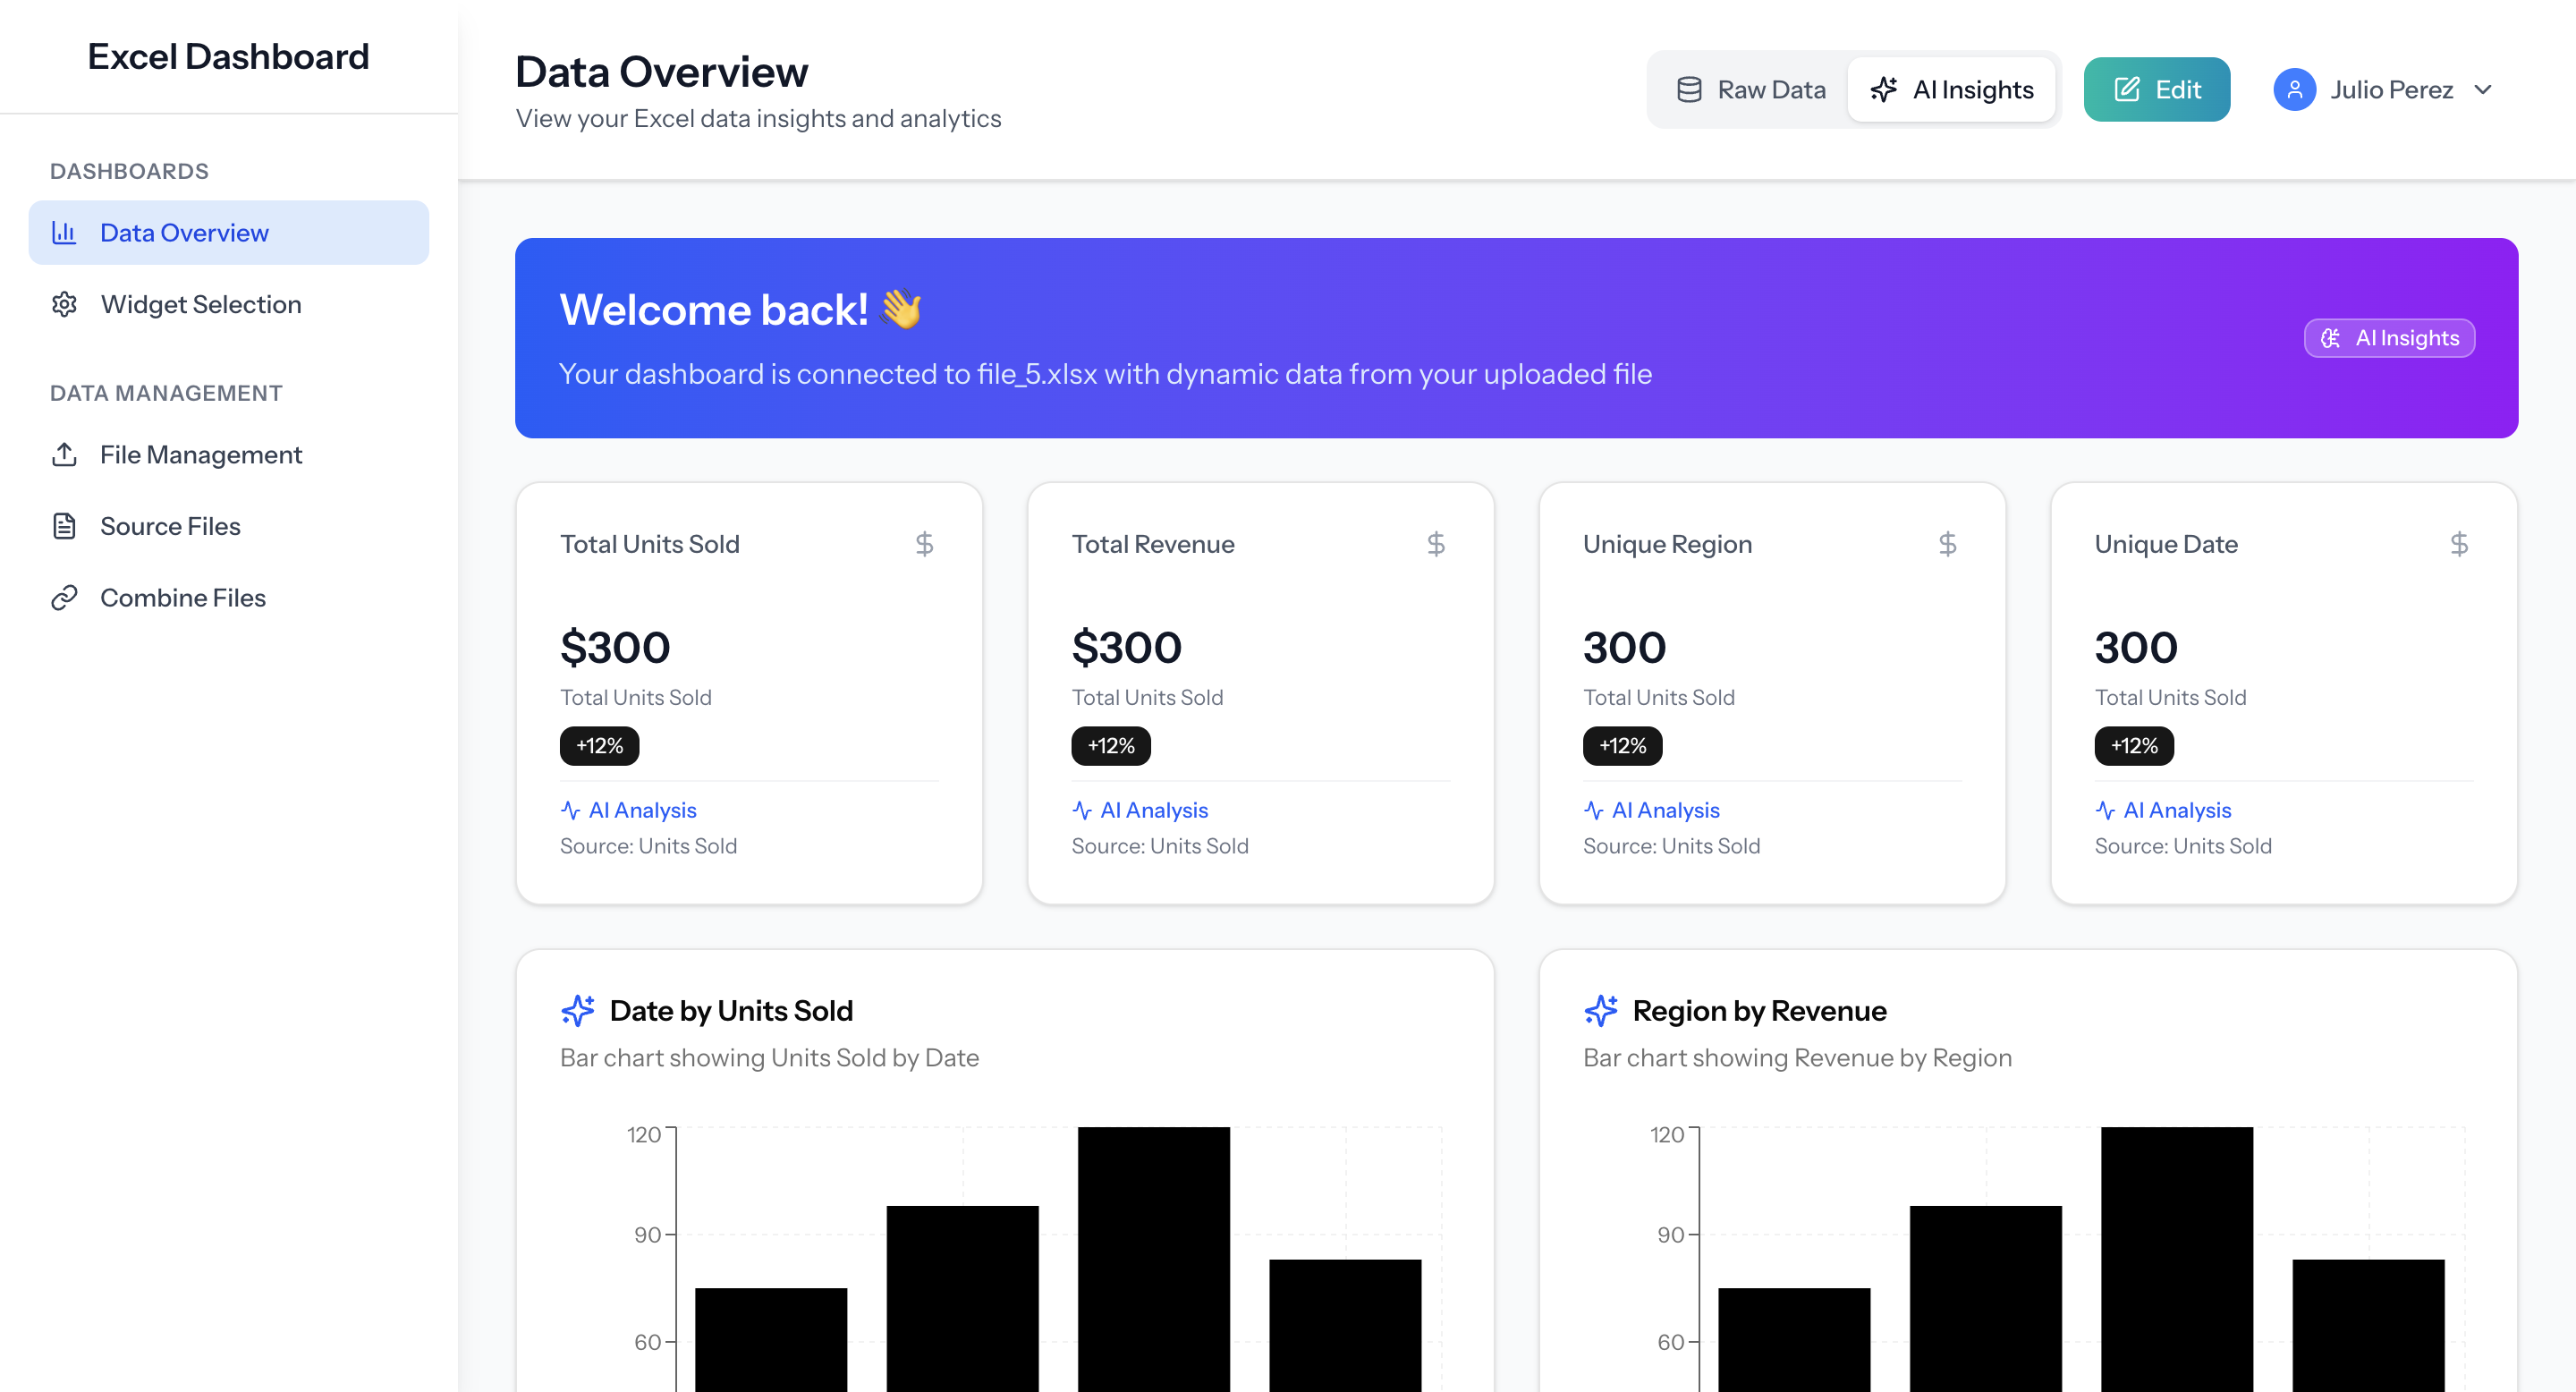 Excel Dashboard
DASHBOARDS
Data Overview
Widget Selection
DATA MANAGEMENT
File Management
Source Files
Combine Files
Data Overview
View your Excel data insights and analytics
Raw Data
AI Insights
Edit
Julio Perez
Welcome back! 👋
Your dashboard is connected to file_5.xlsx with dynamic data from your uploaded file
AI Insights
Total Units Sold
$300
Total Units Sold
+12%
AI Analysis
Source: Units Sold
Total Revenue
$300
Total Units Sold
+12%
AI Analysis
Source: Units Sold
Unique Region
300
Total Units Sold
+12%
AI Analysis
Source: Units Sold
Unique Date
300
Total Units Sold
+12%
AI Analysis
Source: Units Sold
Date by Units Sold
Bar chart showing Units Sold by Date
120
90
60
Region by Revenue
Bar chart showing Revenue by Region
120
90
60